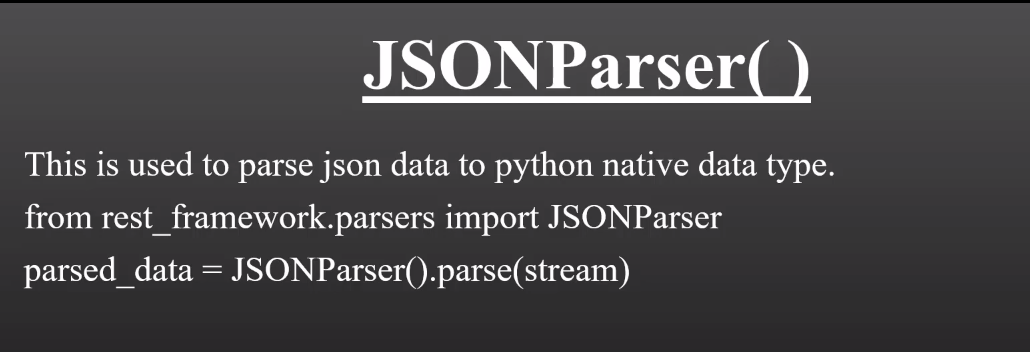 JSONParser( )
This is used to parse json data to python native data type.
from rest_framework.parsers import JSONParser
parsed_data = JSONParser().parse(stream)